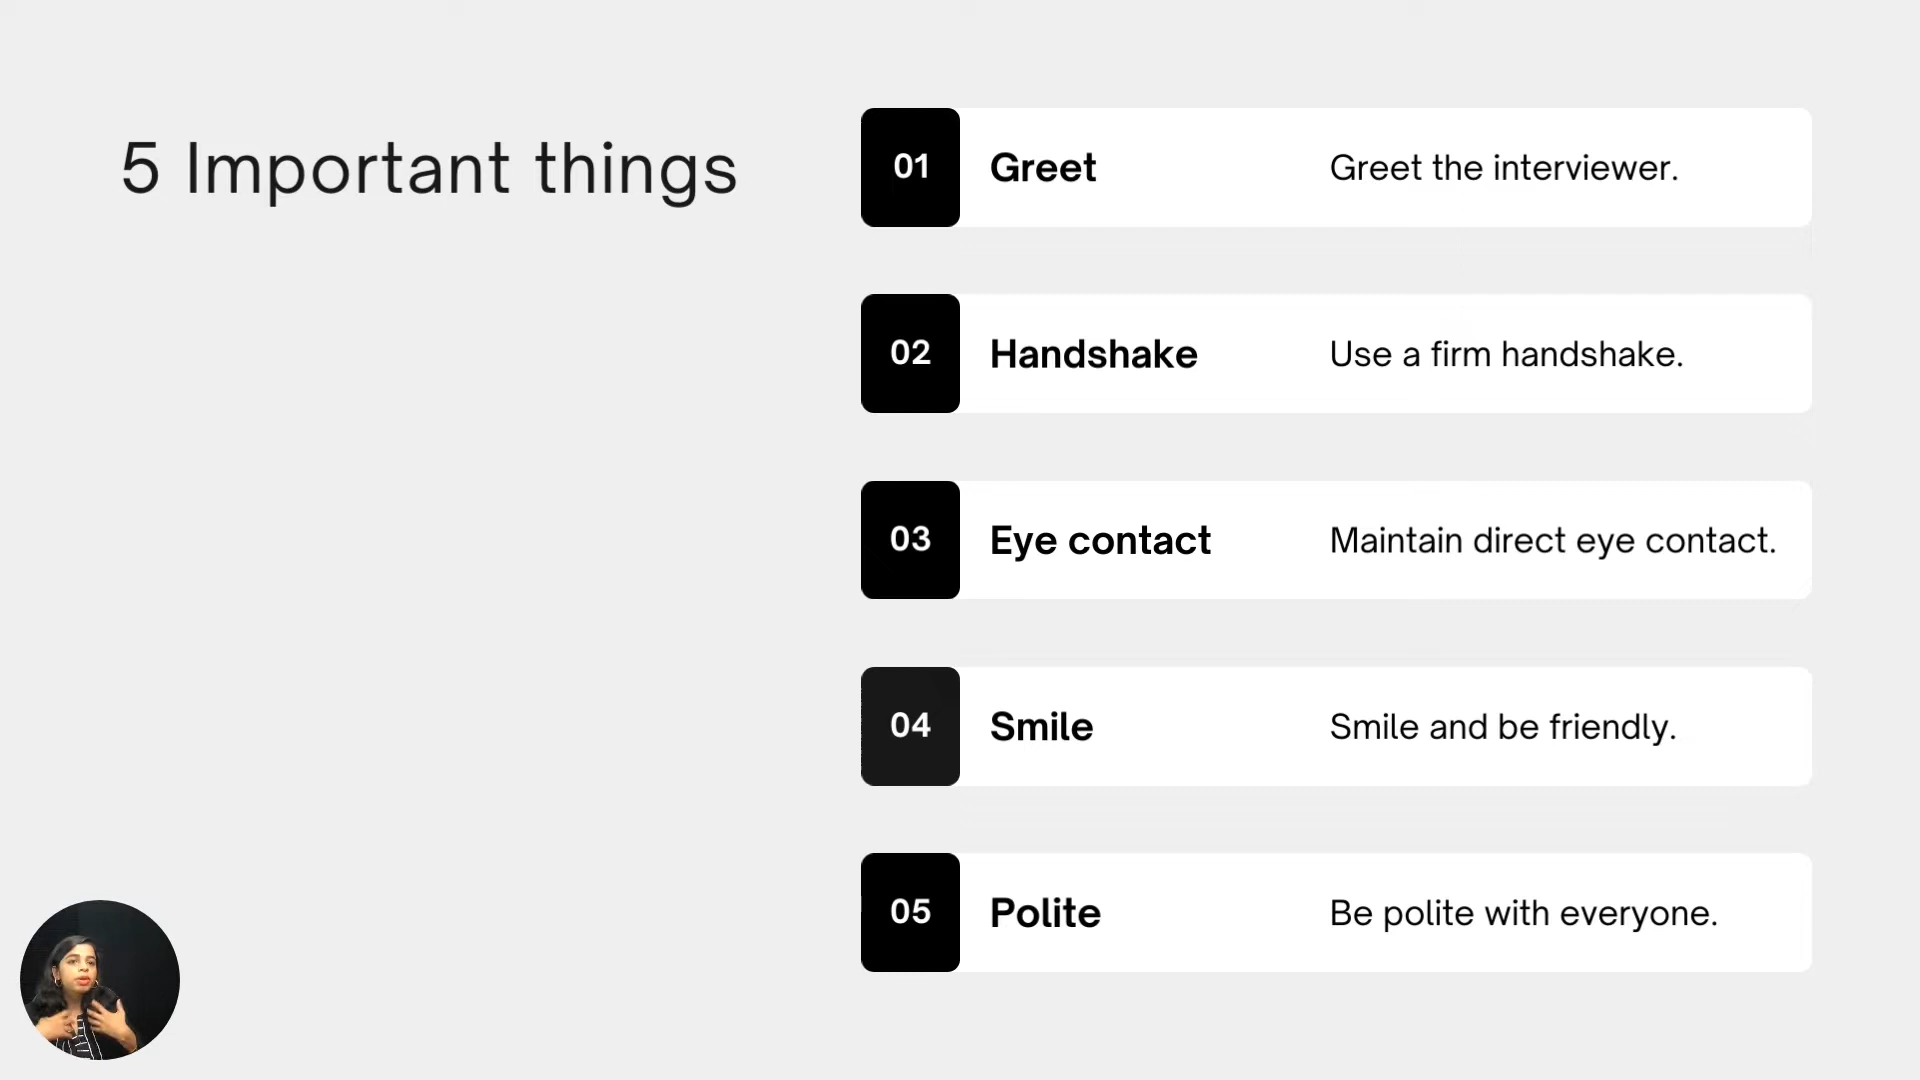 5 Important things
01 Greet Greet the interviewer.
02 Handshake Use a firm handshake.
03 Eye contact Maintain direct eye contact.
04 Smile Smile and be friendly.
05 Polite Be polite with everyone.